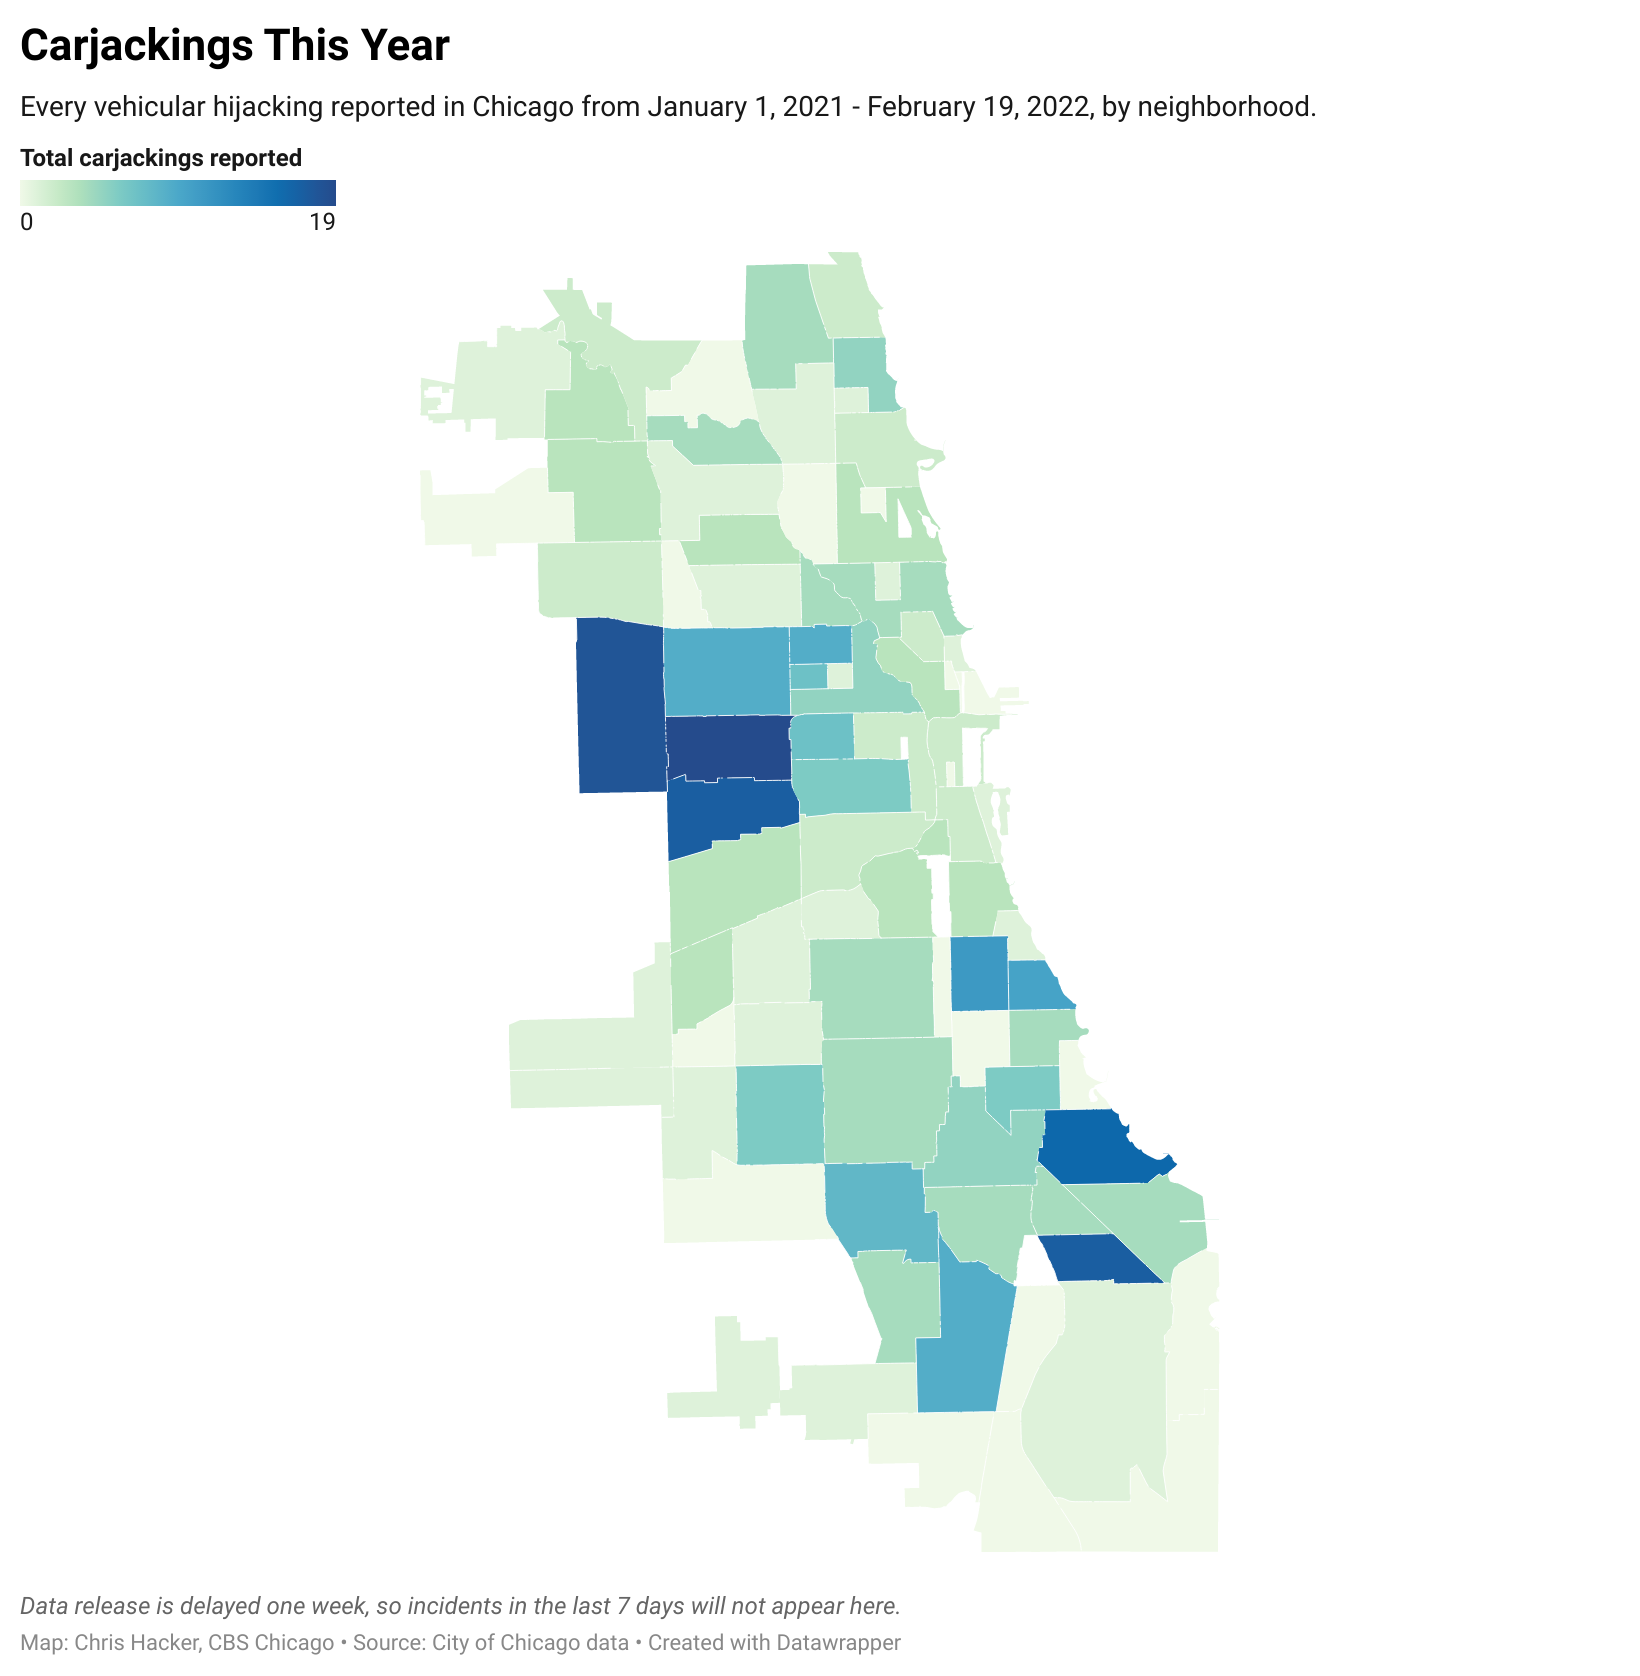 Carjackings This Year
Every vehicular hijacking reported in Chicago from January 1, 2021 - February 19, 2022, by neighborhood.
Total carjackings reported
0 19
Data release is delayed one week, so incidents in the last 7 days will not appear here.
Map: Chris Hacker, CBS Chicago • Source: City of Chicago data • Created with Datawrapper